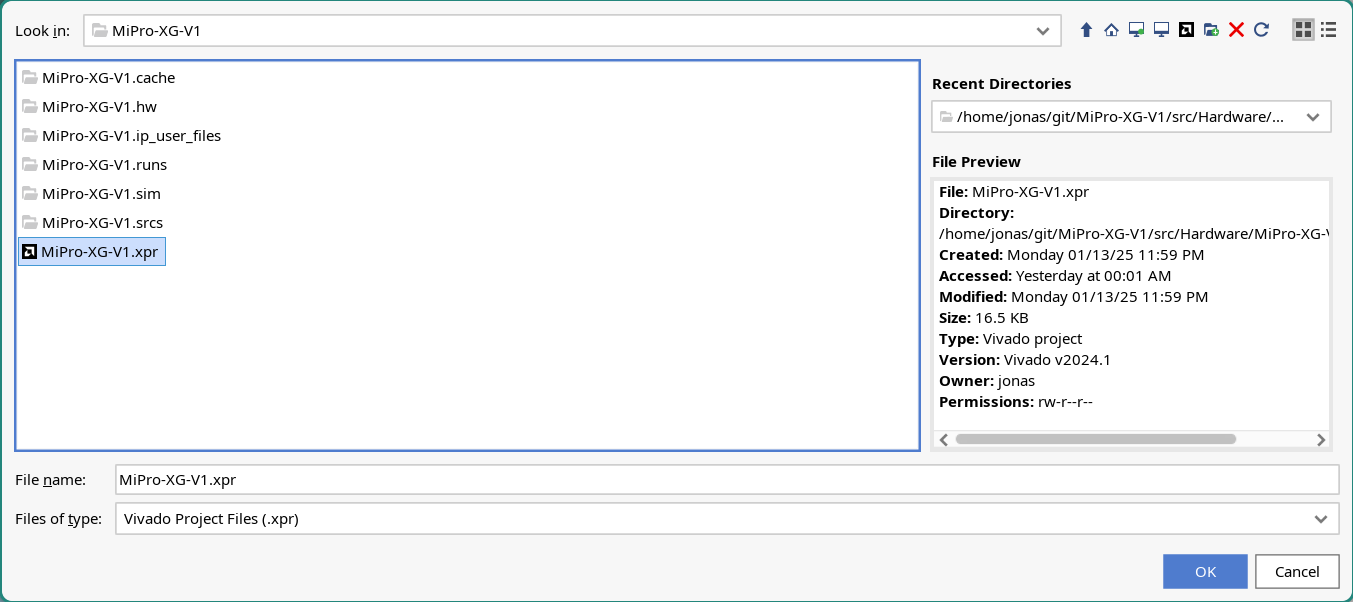 Look in: MiPro-XG-V1
MiPro-XG-V1.cache
MiPro-XG-V1.hw
MiPro-XG-V1.ip_user_files
MiPro-XG-V1.runs
MiPro-XG-V1.sim
MiPro-XG-V1.srcs
MiPro-XG-V1.xpr
Recent Directories
/home/jonas/git/MiPro-XG-V1/src/Hardware/...
File Preview
File: MiPro-XG-V1.xpr
Directory:
/home/jonas/git/MiPro-XG-V1/src/Hardware/MiPro-XG-V
Created: Monday 01/13/25 11:59 PM
Accessed: Yesterday at 00:01 AM
Modified: Monday 01/13/25 11:59 PM
Size: 16.5 KB
Type: Vivado project
Version: Vivado v2024.1
Owner: jonas
Permissions: rw-r--r--
File name: MiPro-XG-V1.xpr
Files of type: Vivado Project Files (.xpr)
OK Cancel